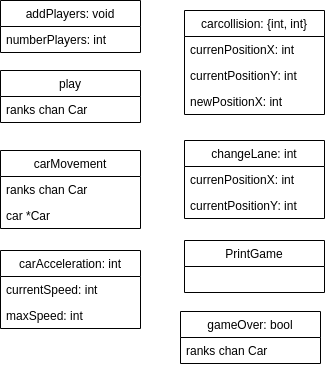 addPlayers: void
numberPlayers: int
play
ranks chan Car
carMovement
ranks chan Car
car *Car
carAcceleration: int
currentSpeed: int
maxSpeed: int
carcollision: {int, int}
currenPositionX: int
currentPositionY: int
newPositionX: int
changeLane: int
currenPositionX: int
currentPositionY: int
PrintGame
gameOver: bool
ranks chan Car